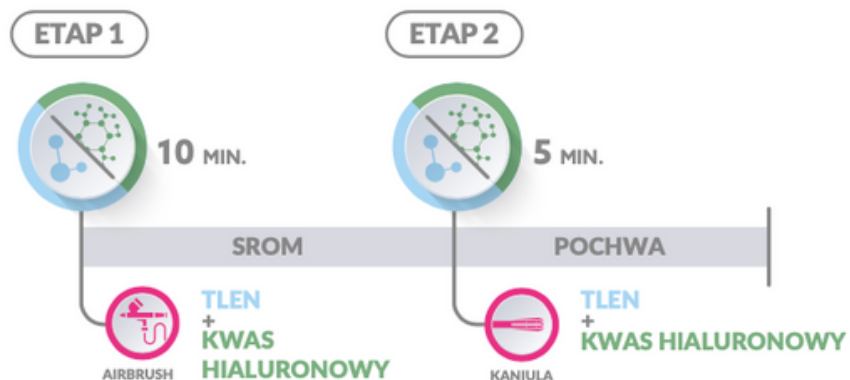 ETAP 1
ETAP 2
10 MIN.
5 MIN.
SROM
POCHWA
AIRBRUSH
TLEN
+
KWAS
HIALURONOWY
KANIULA
TLEN
+
KWAS HIALURONOWY